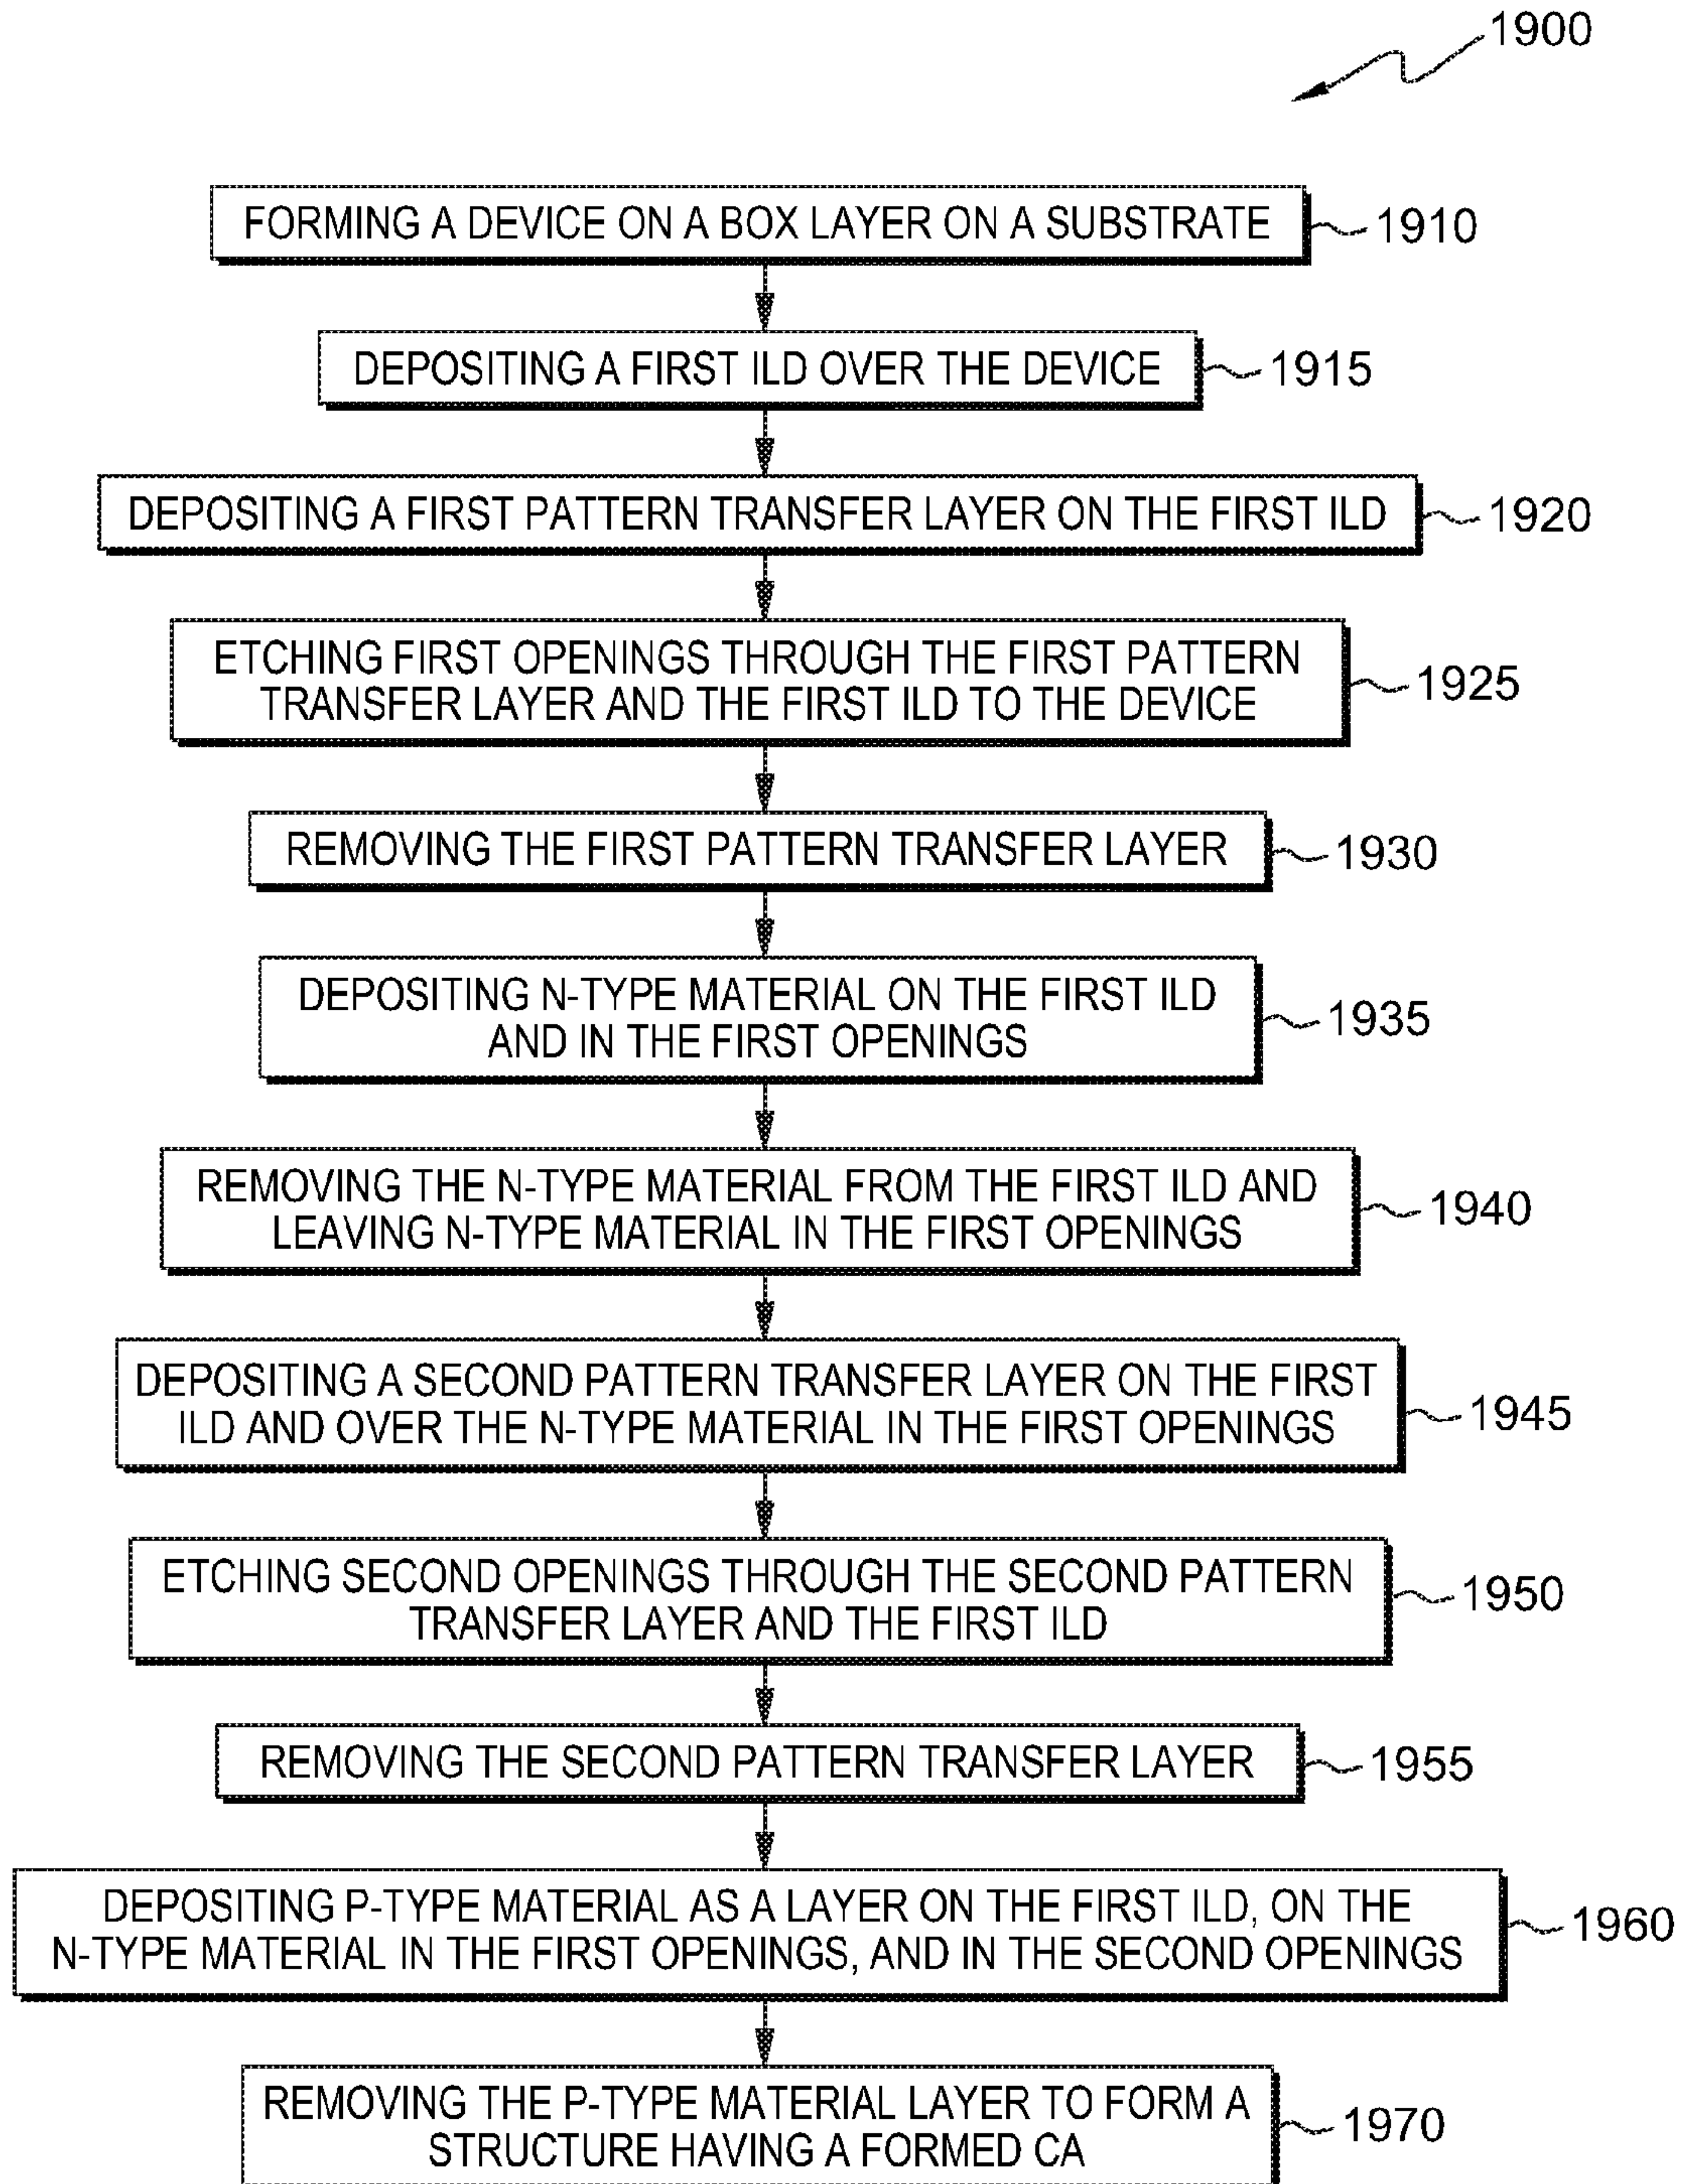 1900
FORMING A DEVICE ON A BOX LAYER ON A SUBSTRATE
1910
DEPOSITING A FIRST ILD OVER THE DEVICE
1915
DEPOSITING A FIRST PATTERN TRANSFER LAYER ON THE FIRST ILD
1920
ETCHING FIRST OPENINGS THROUGH THE FIRST PATTERN
TRANSFER LAYER AND THE FIRST ILD TO THE DEVICE
1925
REMOVING THE FIRST PATTERN TRANSFER LAYER
1930
DEPOSITING N-TYPE MATERIAL ON THE FIRST ILD
AND IN THE FIRST OPENINGS
1935
REMOVING THE N-TYPE MATERIAL FROM THE FIRST ILD AND
LEAVING N-TYPE MATERIAL IN THE FIRST OPENINGS
1940
DEPOSITING A SECOND PATTERN TRANSFER LAYER ON THE FIRST
ILD AND OVER THE N-TYPE MATERIAL IN THE FIRST OPENINGS
1945
ETCHING SECOND OPENINGS THROUGH THE SECOND PATTERN
TRANSFER LAYER AND THE FIRST ILD
1950
REMOVING THE SECOND PATTERN TRANSFER LAYER
1955
DEPOSITING P-TYPE MATERIAL AS A LAYER ON THE FIRST ILD, ON THE
N-TYPE MATERIAL IN THE FIRST OPENINGS, AND IN THE SECOND OPENINGS
1960
REMOVING THE P-TYPE MATERIAL LAYER TO FORM A
STRUCTURE HAVING A FORMED CA
1970